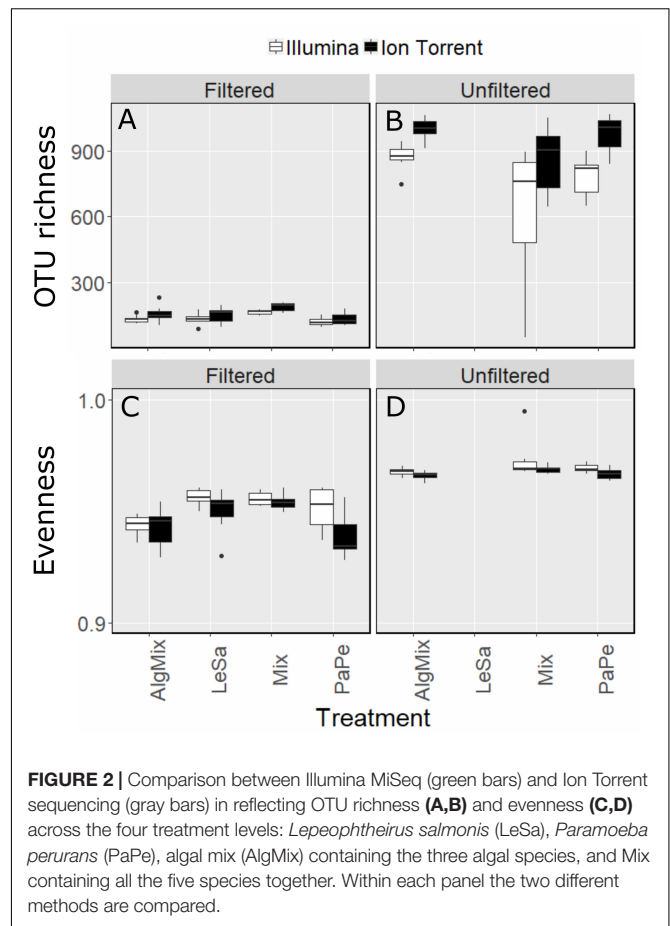 Illumina Ion Torrent
Filtered Unfiltered
A B
OTU richness
900
600
300
Filtered Unfiltered
C D
Evenness
1.0
0.9
AlgMix LeSa Mix PaPe AlgMix LeSa Mix PaPe
Treatment
FIGURE 2 | Comparison between Illumina MiSeq (green bars) and Ion Torrent
sequencing (gray bars) in reflecting OTU richness (A,B) and evenness (C,D)
across the four treatment levels: Lepeophtheirus salmonis (LeSa), Paramoeba
perurans (PaPe), algal mix (AlgMix) containing the three algal species, and Mix
containing all the five species together. Within each panel the two different
methods are compared.